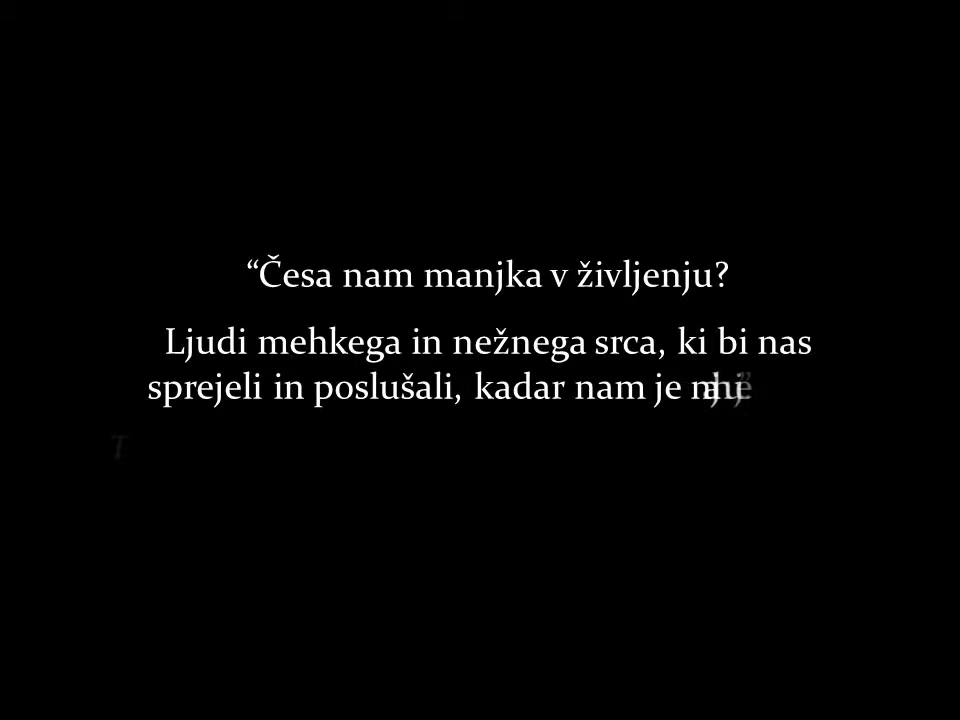 “Česa nam manjka v življenju?
Ljudi mehkega in nežnega srca, ki bi nas
sprejeli in poslušali, kadar nam je